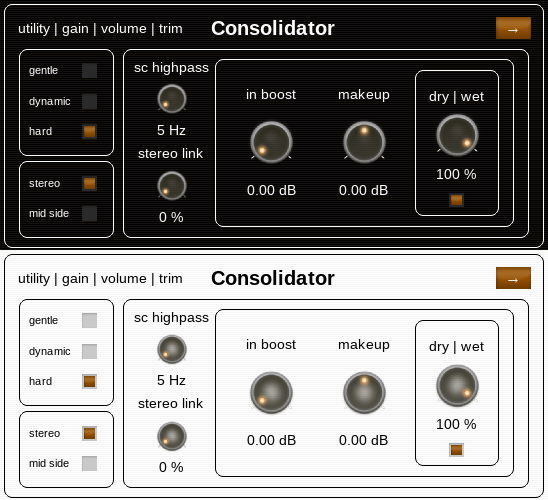 utility | gain | volume | trim Consolidator →
gentle
dynamic
hard
stereo
mid side
sc highpass
5 Hz
stereo link
0 %
in boost
0.00 dB
makeup
0.00 dB
dry | wet
100 %
utility | gain | volume | trim Consolidator →
gentle
dynamic
hard
stereo
mid side
sc highpass
5 Hz
stereo link
0 %
in boost
0.00 dB
makeup
0.00 dB
dry | wet
100 %